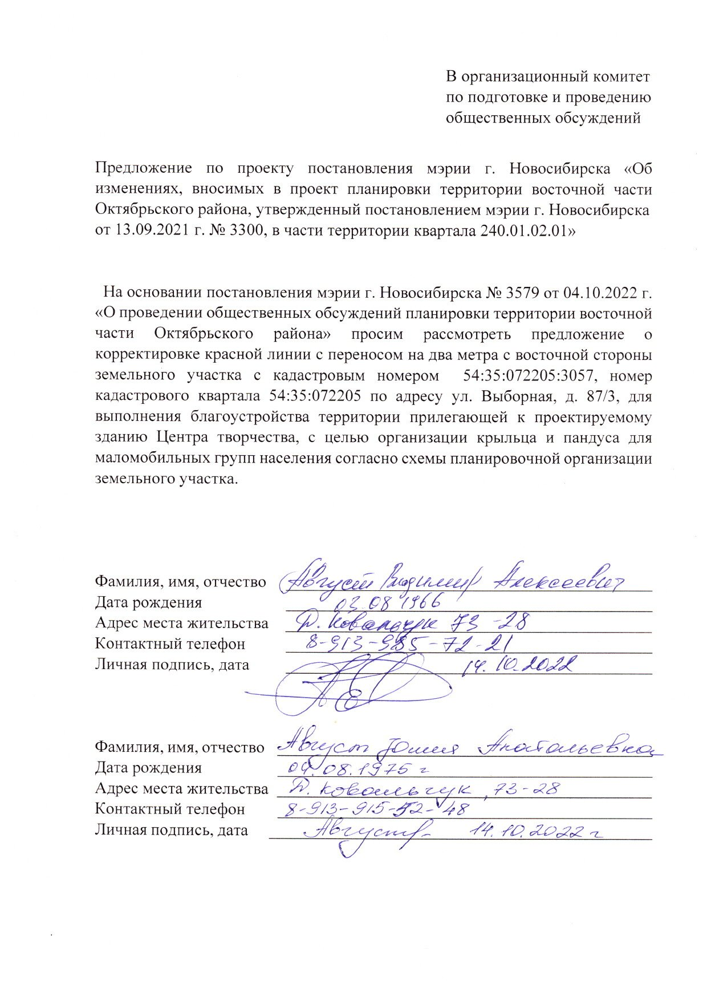 В организационный комитет
по подготовке и проведению
общественных обсуждений
Предложение по проекту постановления мэрии г. Новосибирска «Об
изменениях, вносимых в проект планировки территории восточной части
Октябрьского района, утвержденный постановлением мэрии г. Новосибирска
от 13.09.2021 г. № 3300, в части территории квартала 240.01.02.01»
На основании постановления мэрии г. Новосибирска № 3579 от 04.10.2022 г.
«О проведении общественных обсуждений планировки территории восточной
части Октябрьского района» просим рассмотреть предложение о
корректировке красной линии с переносом на два метра с восточной стороны
земельного участка с кадастровым номером 54:35:072205:3057, номер
кадастрового квартала 54:35:072205 по адресу ул. Выборная, д. 87/3, для
выполнения благоустройства территории прилегающей к проектируемому
зданию Центра творчества, с целью организации крыльца и пандуса для
маломобильных групп населения согласно схемы планировочной организации
земельного участка.
Фамилия, имя, отчество Август Владимир Алексеевич
Дата рождения 03.08 1966
Адрес места жительства Д. Ковальчук 73 -28
Контактный телефон 8-913-985-72-21
Личная подпись, дата 14.10.2022
Фамилия, имя, отчество Август Юлия Анатольевна
Дата рождения 04.08.1975 г
Адрес места жительства Д. Ковальчук, 73-28
Контактный телефон 8-913-915-52-48
Личная подпись, дата Август 14.10.2022 г